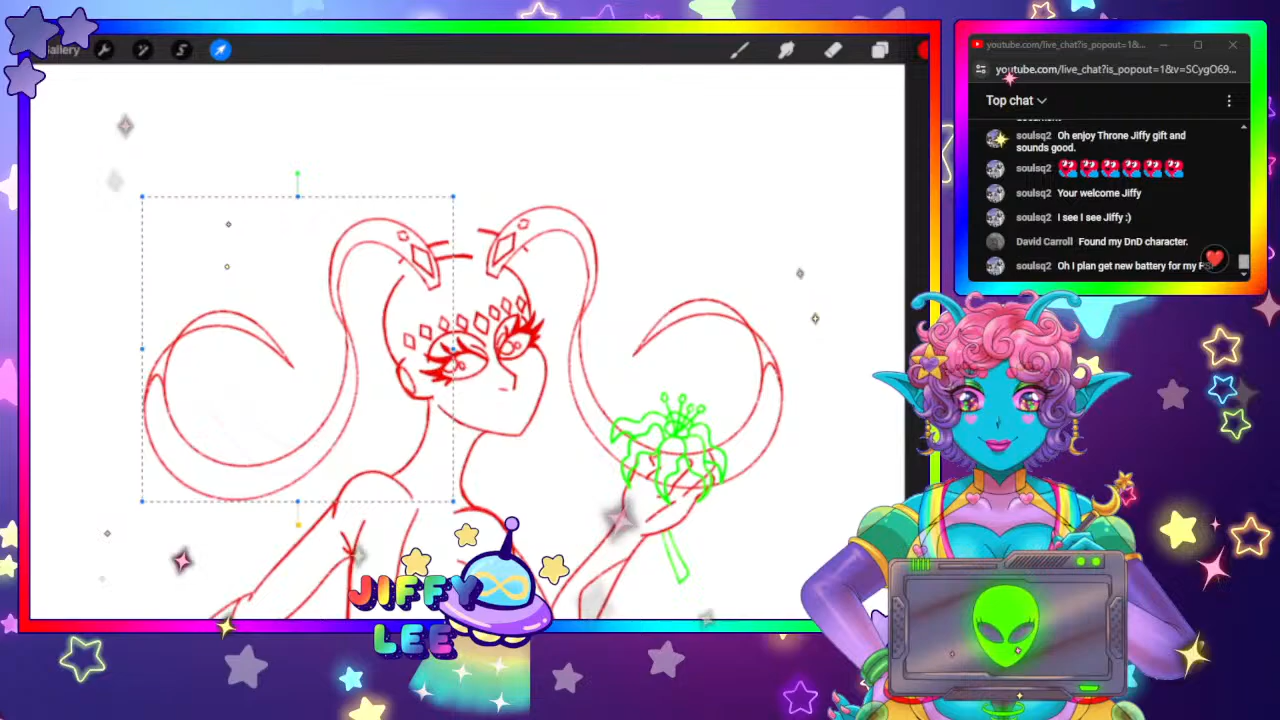 allery
youtube.com/live_chat?is_popout=1&...
youtube.com/live_chat?is_popout=1&v=SCygO69...
Top chat
soulsq2 Oh enjoy Throne Jiffy gift and
sounds good.
soulsq2
soulsq2 Your welcome Jiffy
soulsq2 I see I see Jiffy :)
David Carroll Found my DnD character.
soulsq2 Oh I plan get new battery for my
JIFFY
LEE